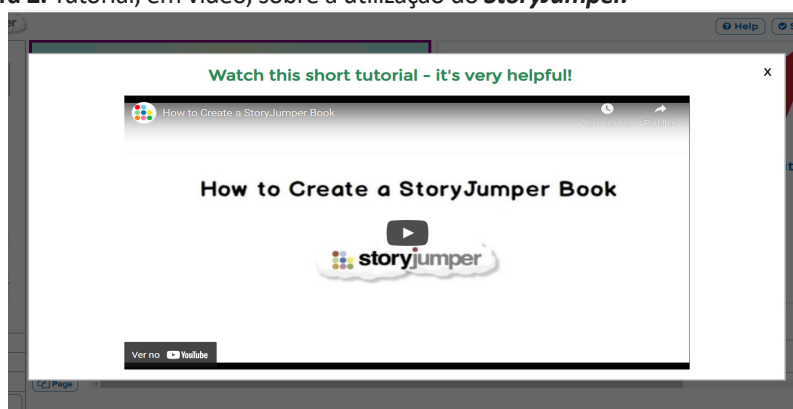 Tutorial, em vídeo, sobre a utilização do StoryJumper.
Help
Watch this short tutorial - it's very helpful!
x
How to Create a StoryJumper Book
How to Create a StoryJumper Book
storyjumper
Ver no YouTube
Page